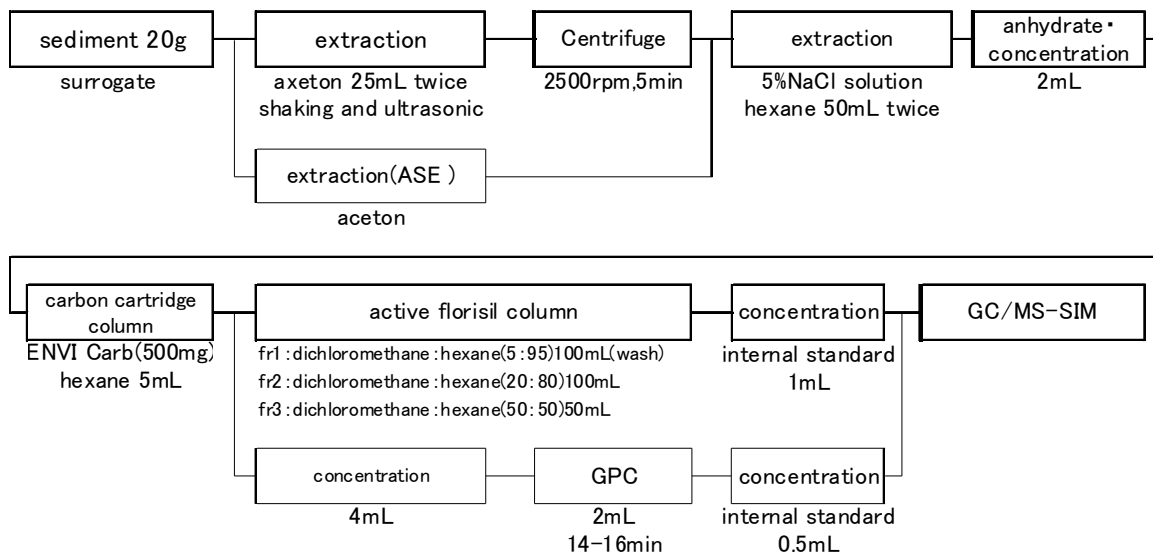 sediment 20g
surrogate
extraction
axeton 25mL twice
shaking and ultrasonic
Centrifuge
2500rpm,5min
extraction
5%NaCl solution
hexane 50mL twice
anhydrate・
concentration
2mL
extraction(ASE )
aceton
carbon cartridge
column
ENVI Carb(500mg)
hexane 5mL
active florisil column
fr1:dichloromethane:hexane(5:95)100mL(wash)
fr2:dichloromethane:hexane(20:80)100mL
fr3:dichloromethane:hexane(50:50)50mL
concentration
internal standard
1mL
GC/MS-SIM
concentration
4mL
GPC
2mL
14-16min
concentration
internal standard
0.5mL